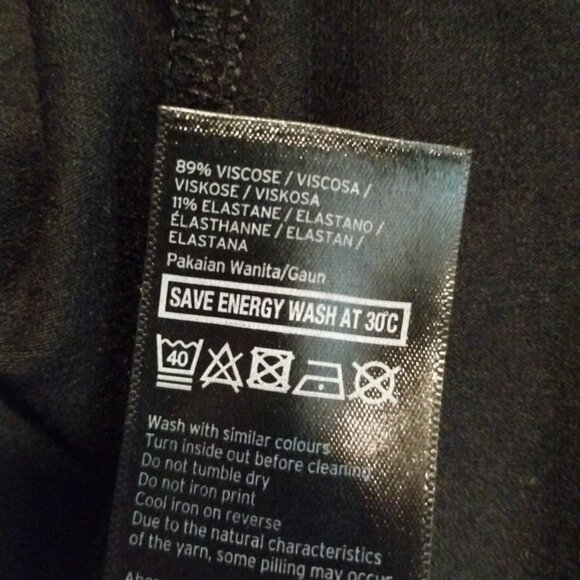 89% VISCOSE / VISCOSA /
VISKOSE / VISKOSA
11% ELASTANE / ELASTANO /
ÉLASTHANNE / ELASTAN /
ELASTANA
Pakaian Wanita/Gaun
SAVE ENERGY WASH AT 30°C
40
Wash with similar colours
Turn inside out before cleaning
Do not tumble dry
Do not iron print
Cool iron on reverse
Due to the natural characteristics
of the yarn, some pilling may occur